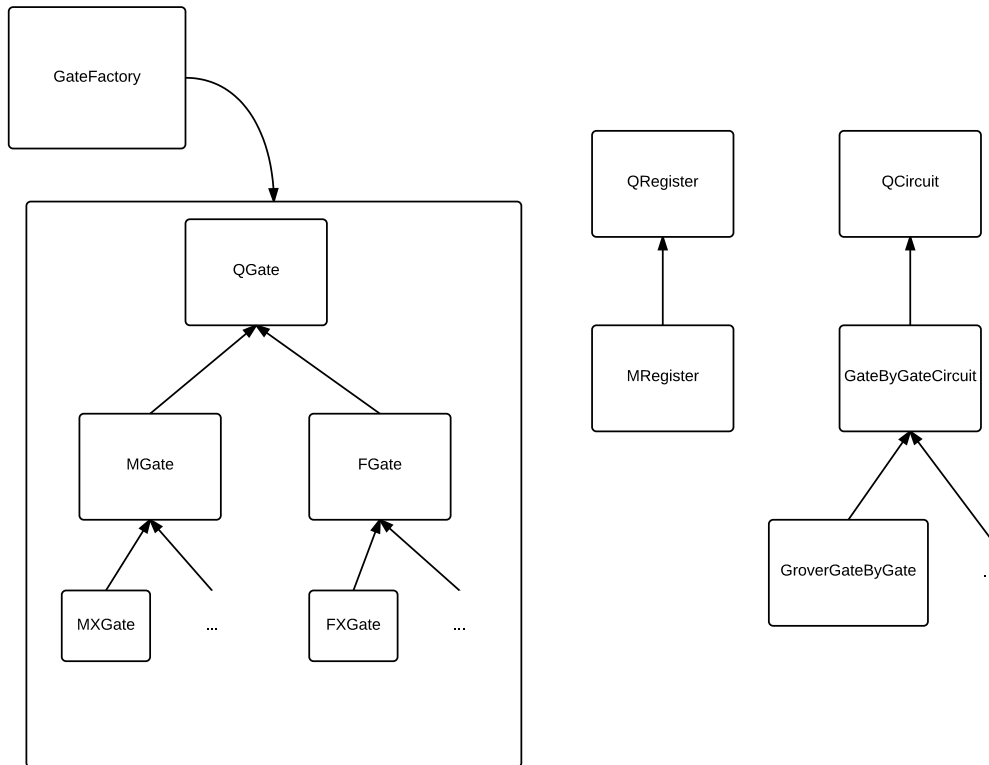 GateFactory
QRegister
QCircuit
QGate
MRegister
GateByGateCircuit
MGate
FGate
GroverGateByGate
MXGate
...
FXGate
...